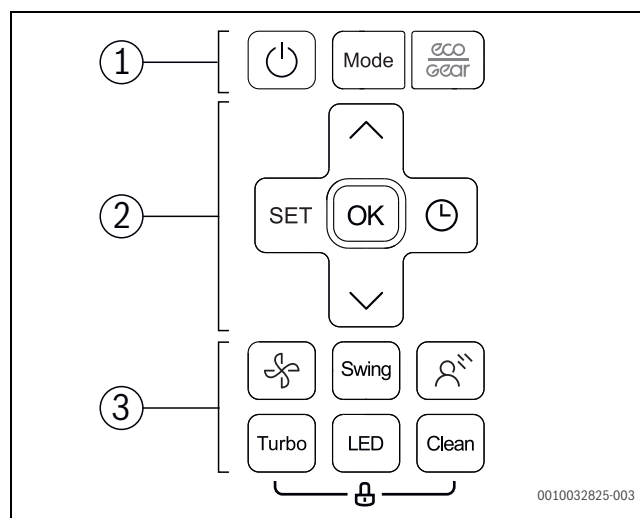 1
Mode
eco
Gear
2
SET
OK
3
Swing
Turbo
LED
Clean
0010032825-003